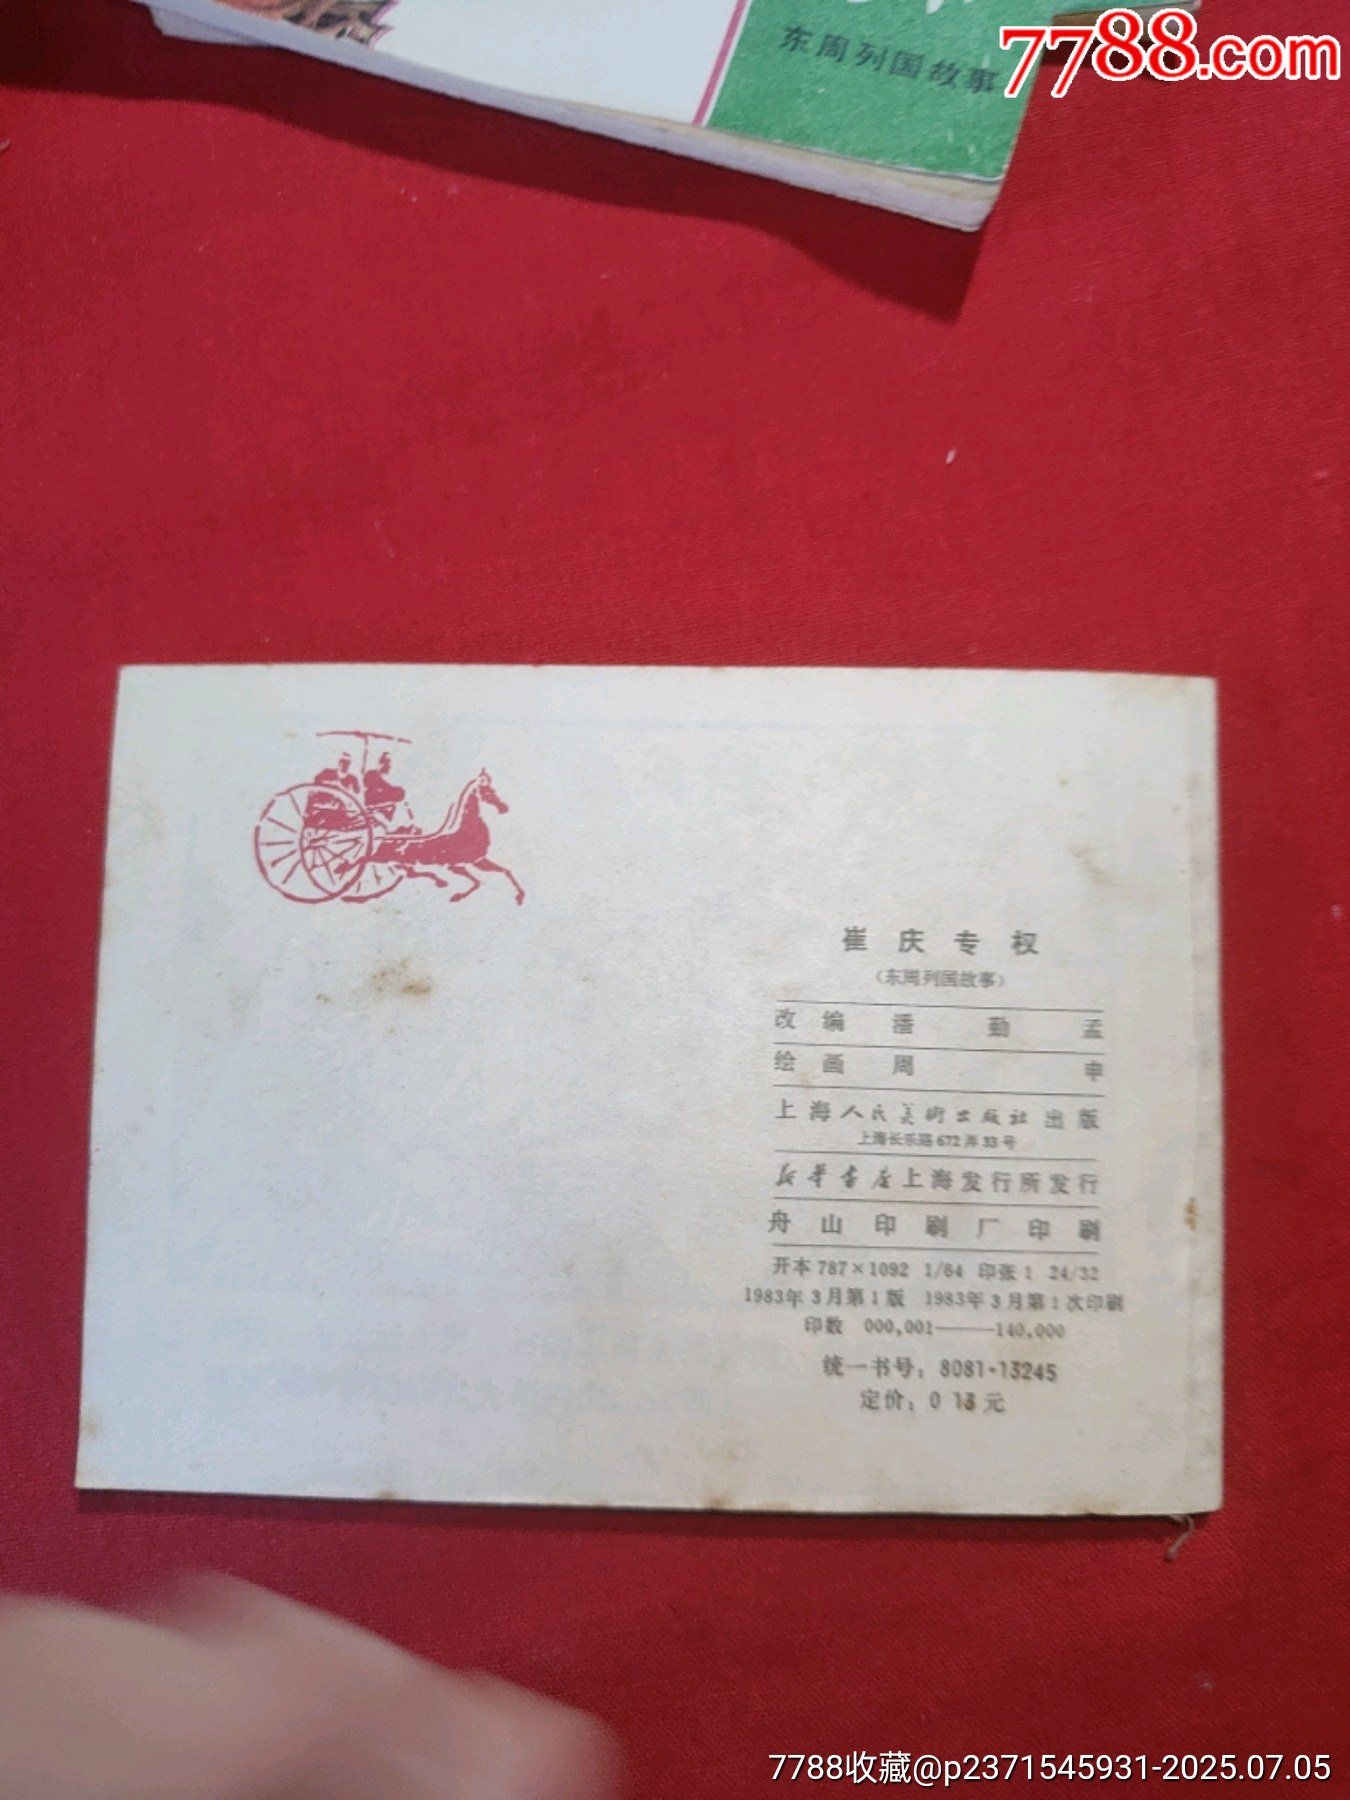 东周列国故事
7788.com
崔庆专权
（东周列国故事）
改编 潘勤孟
绘画 周申
上海人民美术出版社出版
上海长乐路672弄33号
新华书店上海发行所发行
舟山印刷厂印刷
开本 787×1092 1/64 印张 1 24/32
1983年3月第1版 1983年3月第1次印刷
印数 000,001——140,000
统一书号：8081·13245
定价：0 13元
7788收藏@p2371545931-2025.07.05